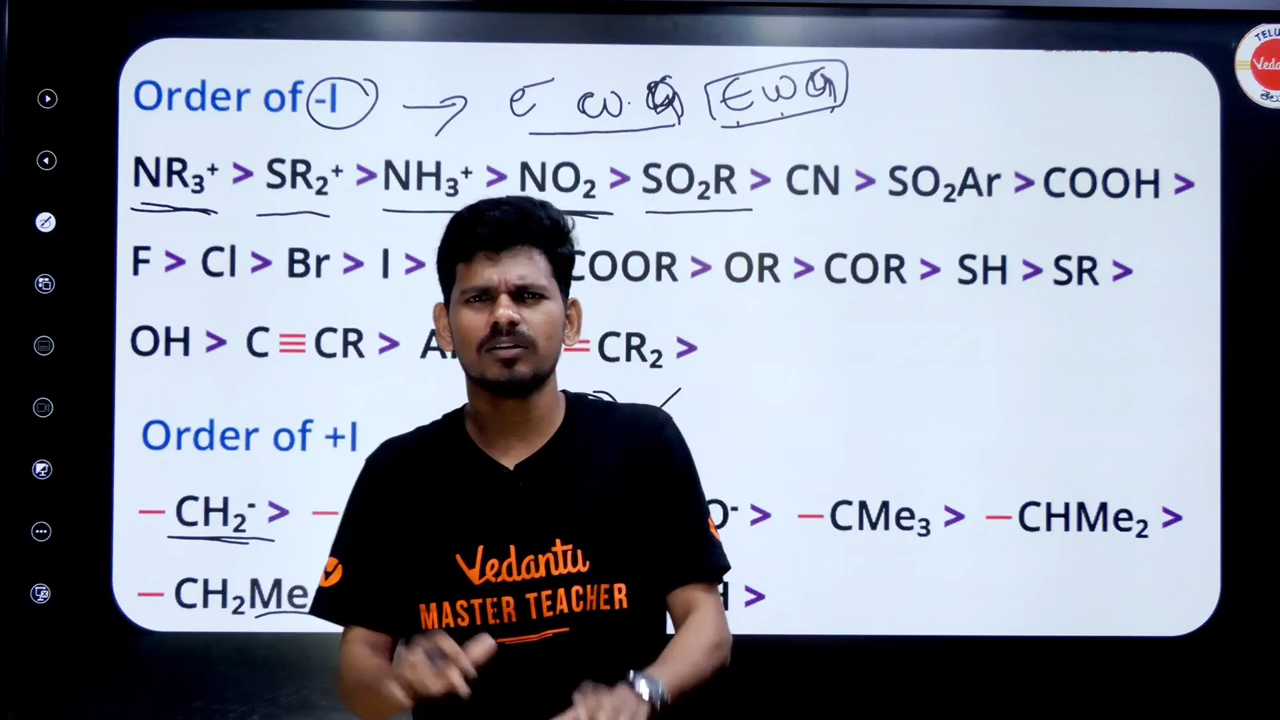 Order of -I → e⁻ w. G EWG
NR₃⁺ > SR₂⁺ > NH₃⁺ > NO₂ > SO₂R > CN > SO₂Ar > COOH >
F > Cl > Br > I > COOR > OR > COR > SH > SR >
OH > C≡CR > =CR₂ >
Order of +I
— CH₂⁻ > — O⁻ > —CMe₃ > —CHMe₂ >
— CH₂Me >
Vedantu
MASTER TEACHER